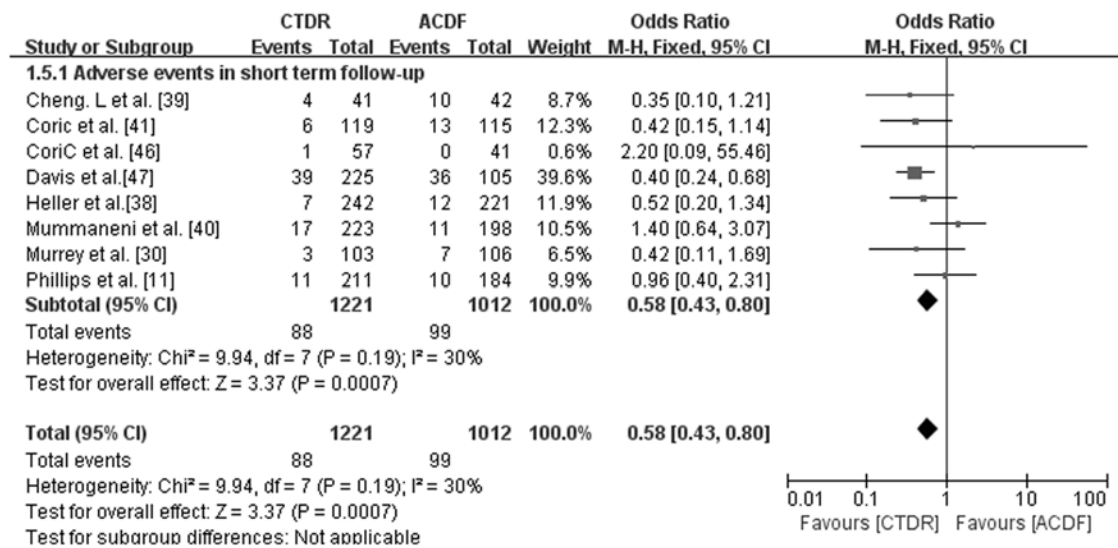 CTDR ACDF Odds Ratio Odds Ratio
Study or Subgroup Events Total Events Total Weight M-H, Fixed, 95% CI M-H, Fixed, 95% CI
1.5.1 Adverse events in short term follow-up
Cheng. L et al. [39] 4 41 10 42 8.7% 0.35 [0.10, 1.21]
Coric et al. [41] 6 119 13 115 12.3% 0.42 [0.15, 1.14]
CoriC et al. [46] 1 57 0 41 0.6% 2.20 [0.09, 55.46]
Davis et al.[47] 39 225 36 105 39.6% 0.40 [0.24, 0.68]
Heller et al.[38] 7 242 12 221 11.9% 0.52 [0.20, 1.34]
Mummaneni et al. [40] 17 223 11 198 10.5% 1.40 [0.64, 3.07]
Murrey et al. [30] 3 103 7 106 6.5% 0.42 [0.11, 1.69]
Phillips et al. [11] 11 211 10 184 9.9% 0.96 [0.40, 2.31]
Subtotal (95% CI) 1221 1012 100.0% 0.58 [0.43, 0.80]
Total events 88 99
Heterogeneity: Chi² = 9.94, df = 7 (P = 0.19); I² = 30%
Test for overall effect: Z = 3.37 (P = 0.0007)
Total (95% CI) 1221 1012 100.0% 0.58 [0.43, 0.80]
Total events 88 99
Heterogeneity: Chi² = 9.94, df = 7 (P = 0.19); I² = 30%
Test for overall effect: Z = 3.37 (P = 0.0007)
Test for subgroup differences: Not applicable
0.01 0.1 1 10 100
Favours [CTDR] Favours [ACDF]